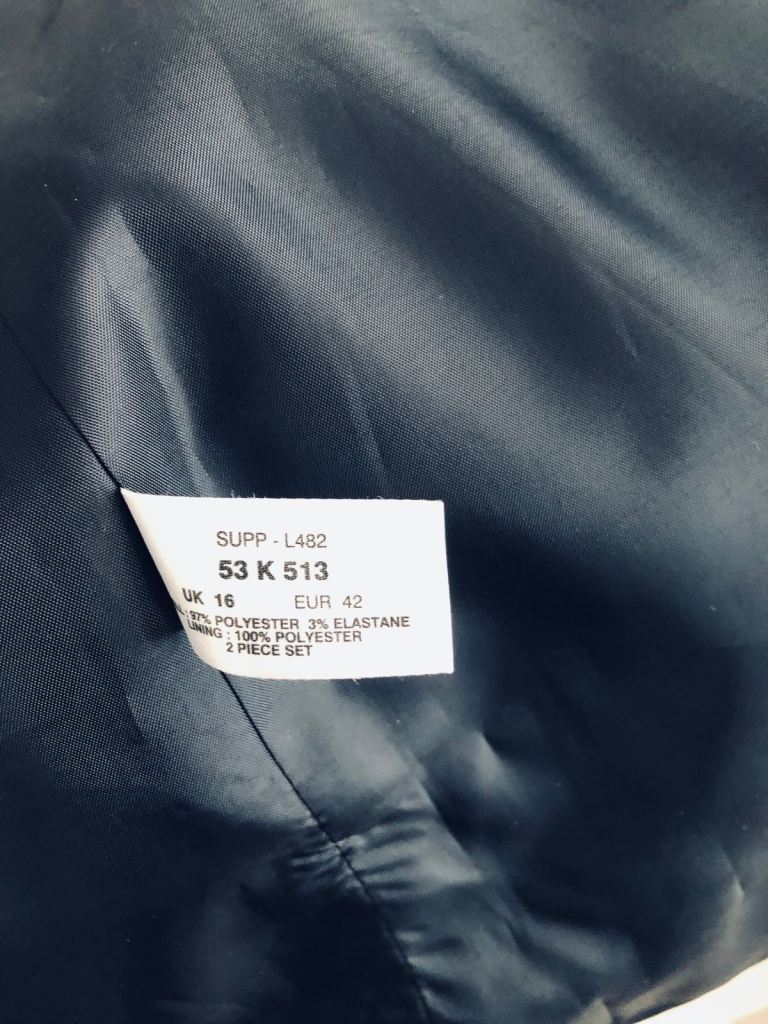 SUPP - L482
53 K 513
UK 16 EUR 42
97% POLYESTER 3% ELASTANE
LINING : 100% POLYESTER
2 PIECE SET